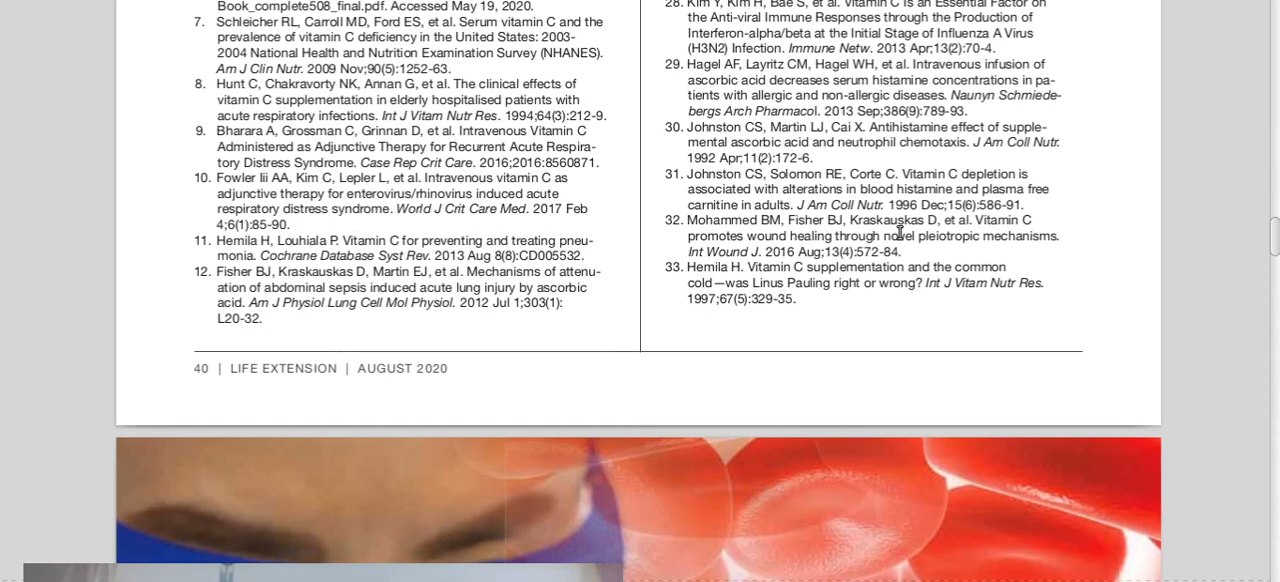 Book_complete508_final.pdf. Accessed May 19, 2020.
7. Schleicher RL, Carroll MD, Ford ES, et al. Serum vitamin C and the
prevalence of vitamin C deficiency in the United States: 2003-
2004 National Health and Nutrition Examination Survey (NHANES).
Am J Clin Nutr. 2009 Nov;90(5):1252-63.
8. Hunt C, Chakravorty NK, Annan G, et al. The clinical effects of
vitamin C supplementation in elderly hospitalised patients with
acute respiratory infections. Int J Vitam Nutr Res. 1994;64(3):212-9.
9. Bharara A, Grossman C, Grinnan D, et al. Intravenous Vitamin C
Administered as Adjunctive Therapy for Recurrent Acute Respira-
tory Distress Syndrome. Case Rep Crit Care. 2016;2016:8560871.
10. Fowler Iii AA, Kim C, Lepler L, et al. Intravenous vitamin C as
adjunctive therapy for enterovirus/rhinovirus induced acute
respiratory distress syndrome. World J Crit Care Med. 2017 Feb
4;6(1):85-90.
11. Hemila H, Louhiala P. Vitamin C for preventing and treating pneu-
monia. Cochrane Database Syst Rev. 2013 Aug 8(8):CD005532.
12. Fisher BJ, Kraskauskas D, Martin EJ, et al. Mechanisms of attenu-
ation of abdominal sepsis induced acute lung injury by ascorbic
acid. Am J Physiol Lung Cell Mol Physiol. 2012 Jul 1;303(1):
L20-32.
28. Kim Y, Kim H, Bae S, et al. Vitamin C Is an Essential Factor on
the Anti-viral Immune Responses through the Production of
Interferon-alpha/beta at the Initial Stage of Influenza A Virus
(H3N2) Infection. Immune Netw. 2013 Apr;13(2):70-4.
29. Hagel AF, Layritz CM, Hagel WH, et al. Intravenous infusion of
ascorbic acid decreases serum histamine concentrations in pa-
tients with allergic and non-allergic diseases. Naunyn Schmiede-
bergs Arch Pharmacol. 2013 Sep;386(9):789-93.
30. Johnston CS, Martin LJ, Cai X. Antihistamine effect of supple-
mental ascorbic acid and neutrophil chemotaxis. J Am Coll Nutr.
1992 Apr;11(2):172-6.
31. Johnston CS, Solomon RE, Corte C. Vitamin C depletion is
associated with alterations in blood histamine and plasma free
carnitine in adults. J Am Coll Nutr. 1996 Dec;15(6):586-91.
32. Mohammed BM, Fisher BJ, Kraskauskas D, et al. Vitamin C
promotes wound healing through novel pleiotropic mechanisms.
Int Wound J. 2016 Aug;13(4):572-84.
33. Hemila H. Vitamin C supplementation and the common
cold—was Linus Pauling right or wrong? Int J Vitam Nutr Res.
1997;67(5):329-35.
40 | LIFE EXTENSION | AUGUST 2020